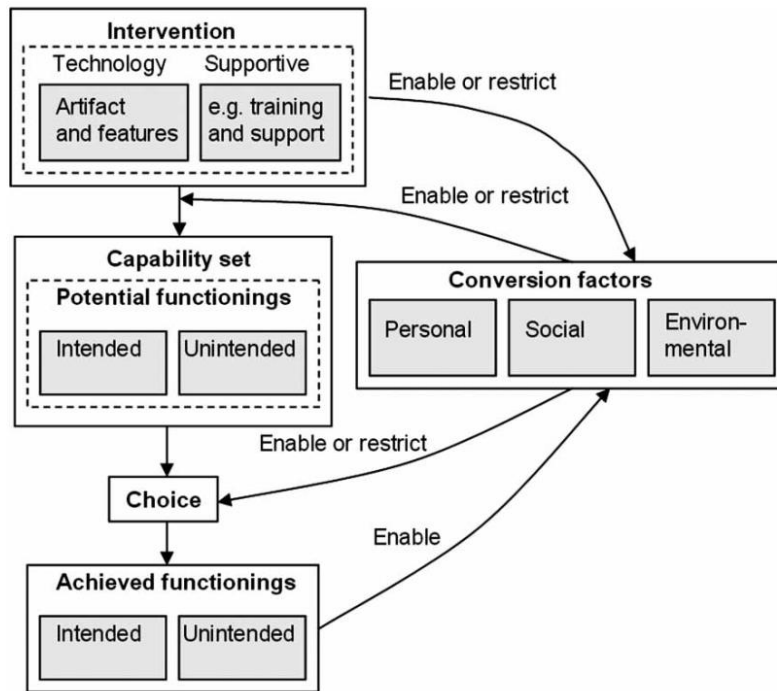 Intervention
Technology
Supportive
Artifact
and features
e.g. training
and support
Enable or restrict
Enable or restrict
Capability set
Potential functionings
Intended
Unintended
Conversion factors
Personal
Social
Environ-
mental
Enable or restrict
Choice
Enable
Achieved functionings
Intended
Unintended